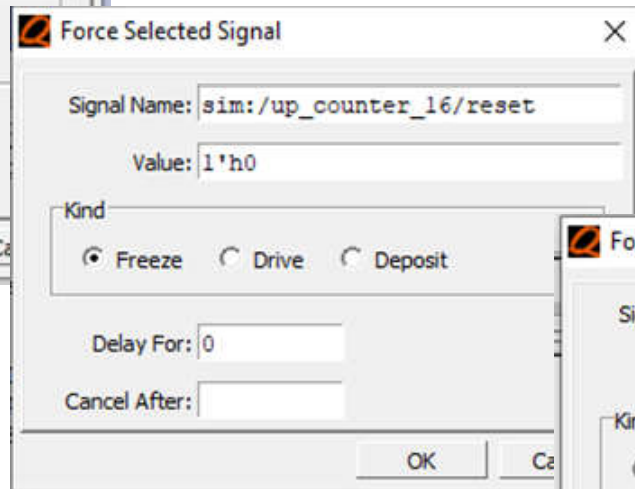 Force Selected Signal
Signal Name: sim:/up_counter_16/reset
Value: 1'h0
Kind
Freeze Drive Deposit
Delay For: 0
Cancel After:
OK